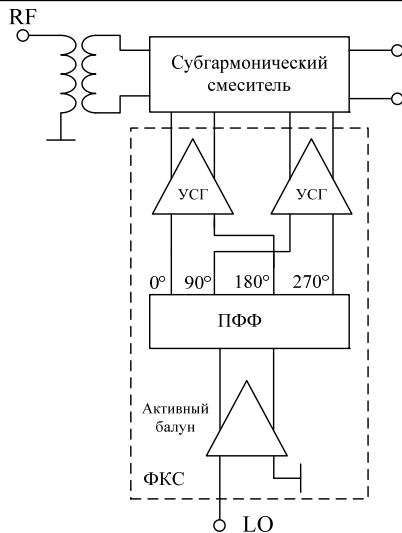 RF
Субгармонический
смеситель
УСГ УСГ
0° 90° 180° 270°
ПФФ
Активный
балун
ФКС
LO